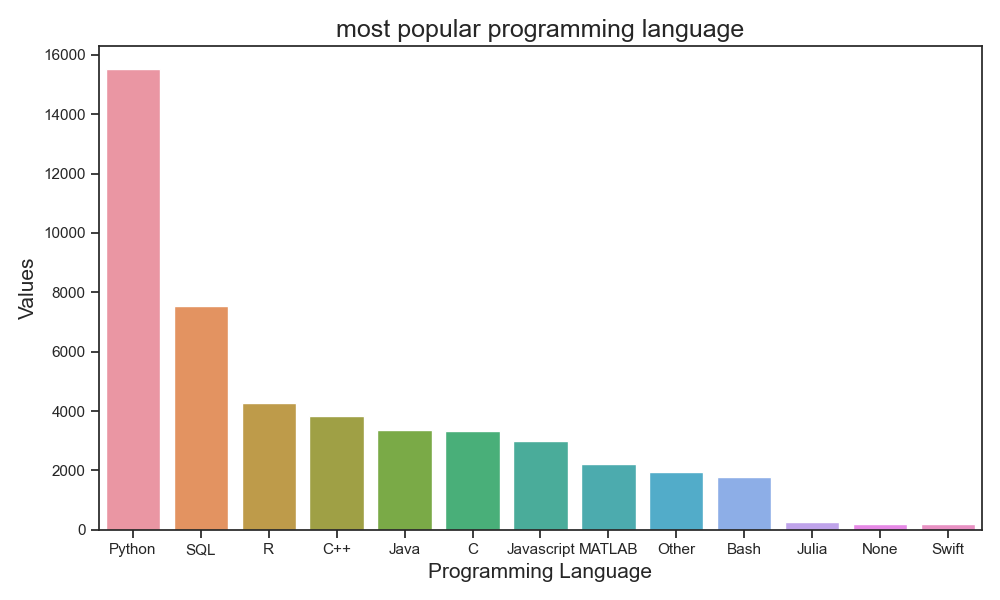 most popular programming language
16000
14000
12000
10000
8000
6000
4000
2000
0
Values
Python SQL R C++ Java C Javascript MATLAB Other Bash Julia None Swift
Programming Language